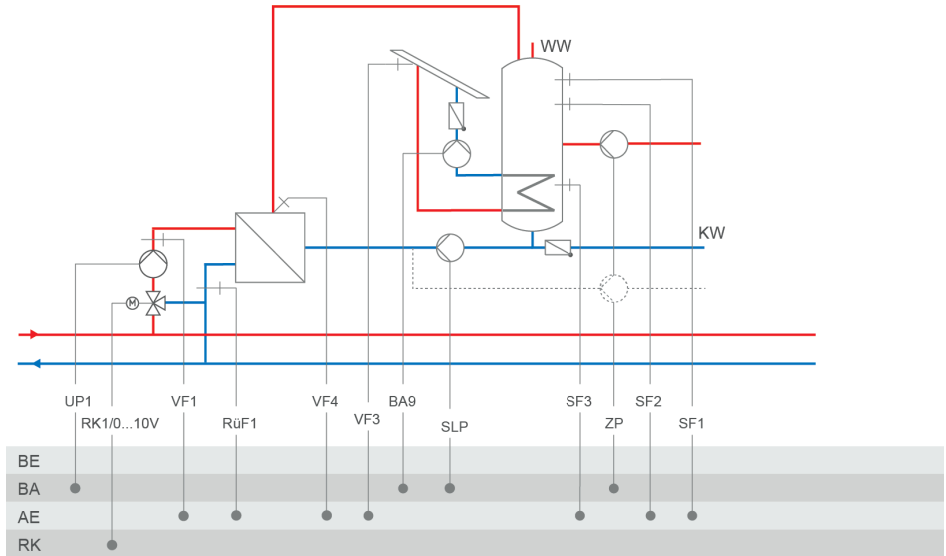 WW
KW
M
UP1
VF1
VF4
BA9
SF3
SF2
RK1/0...10V
RüF1
VF3
SLP
ZP
SF1
BE
BA
AE
RK